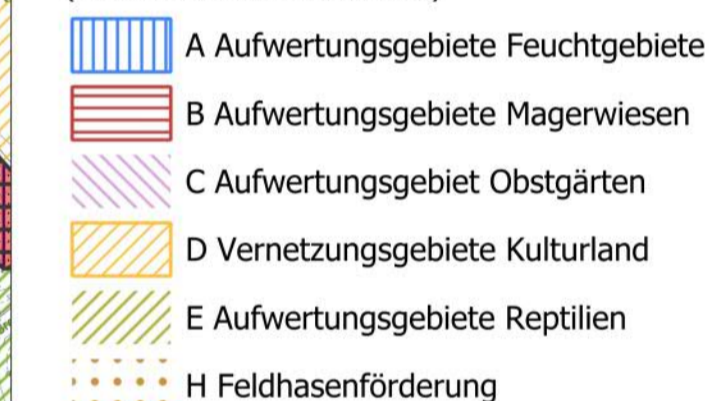 A Aufwertungsgebiete Feuchtgebiete
B Aufwertungsgebiete Magerwiesen
C Aufwertungsgebiet Obstgärten
D Vernetzungsgebiete Kulturland
E Aufwertungsgebiete Reptilien
H Feldhasenförderung